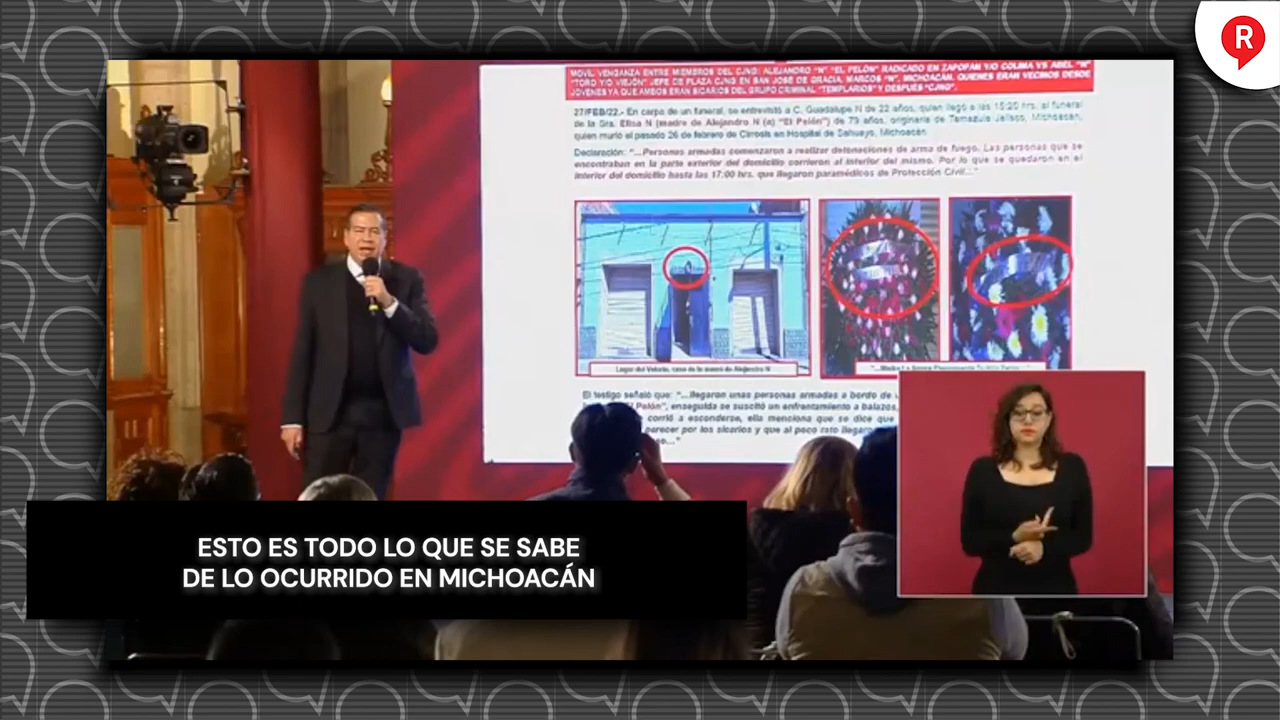 R
MÓVIL: VENGANZA ENTRE MIEMBROS DEL CJNG; ALEJANDRO "N" "EL PELÓN" RADICADO EN ZAPOPAN Y/O COLIMA VS ABEL "N"
"TORO Y/O VIEJÓN", JEFE DE PLAZA CJNG EN SAN JOSÉ DE GRACIA, MARCOS "N", MICHOACÁN. QUIENES ERAN VECINOS DESDE
JÓVENES YA QUE AMBOS ERAN SICARIOS DEL GRUPO CRIMINAL "TEMPLARIOS" Y DESPUÉS "CJNG".
27/FEB/22.- En carpa de un funeral, se entrevistó a C. Guadalupe N de 22 años, quien llegó a las 15:20 hrs. al funeral
de la Sra. Elisa N (madre de Alejandro N (a) "El Pelón") de 79 años, originaria de Tamazula Jalisco, Michoacán,
quien murió el pasado 26 de febrero de Cirrosis en Hospital de Sahuayo, Michoacán.
Declaración: "...Personas armadas comenzaron a realizar detonaciones de arma de fuego. Las personas que se
encontraban en la parte exterior del domicilio corrieron al interior del mismo. Por lo que se quedaron en el
interior del domicilio hasta las 17:00 hrs. que llegaron paramédicos de Protección Civil..."
Lugar del Velorio, casa de la mamá de Alejandro N
El testigo señaló que: "...llegaron unas personas armadas a bordo de
"El Pelón", enseguida se suscitó un enfrentamiento a balazos,
corrió a esconderse, ella menciona que se dice que
parecer por los sicarios y que al poco rato llegaron
ESTO ES TODO LO QUE SE SABE
DE LO OCURRIDO EN MICHOACÁN